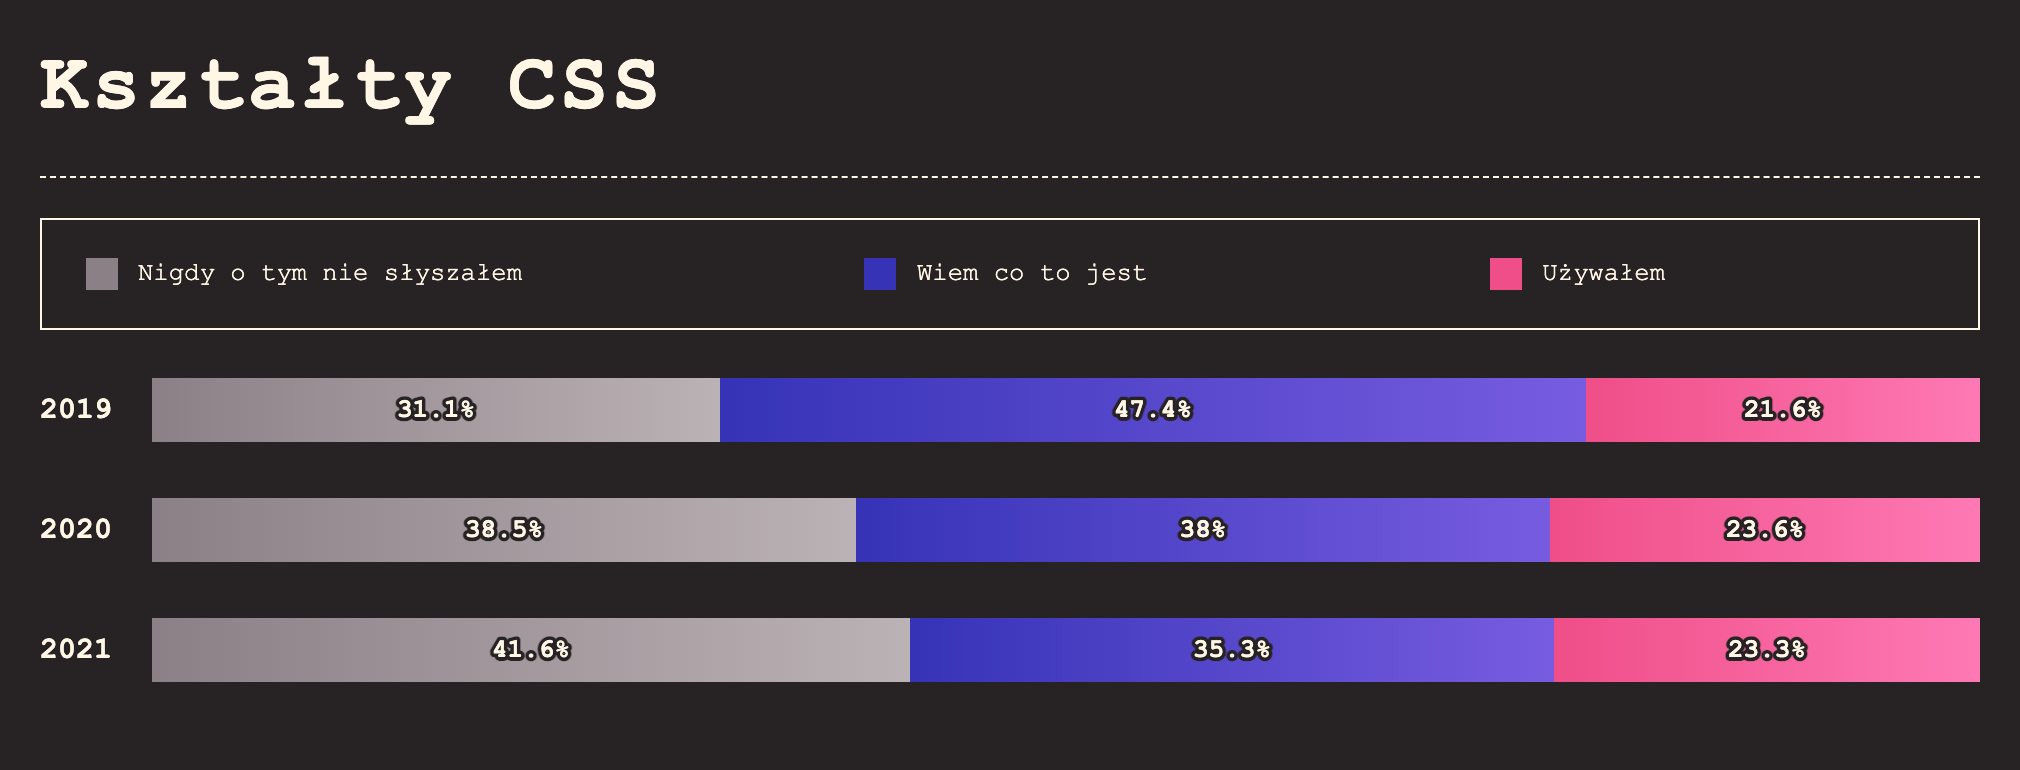 Kształty CSS
Nigdy o tym nie słyszałem Wiem co to jest Używałem
2019 31.1% 47.4% 21.6%
2020 38.5% 38% 23.6%
2021 41.6% 35.3% 23.3%